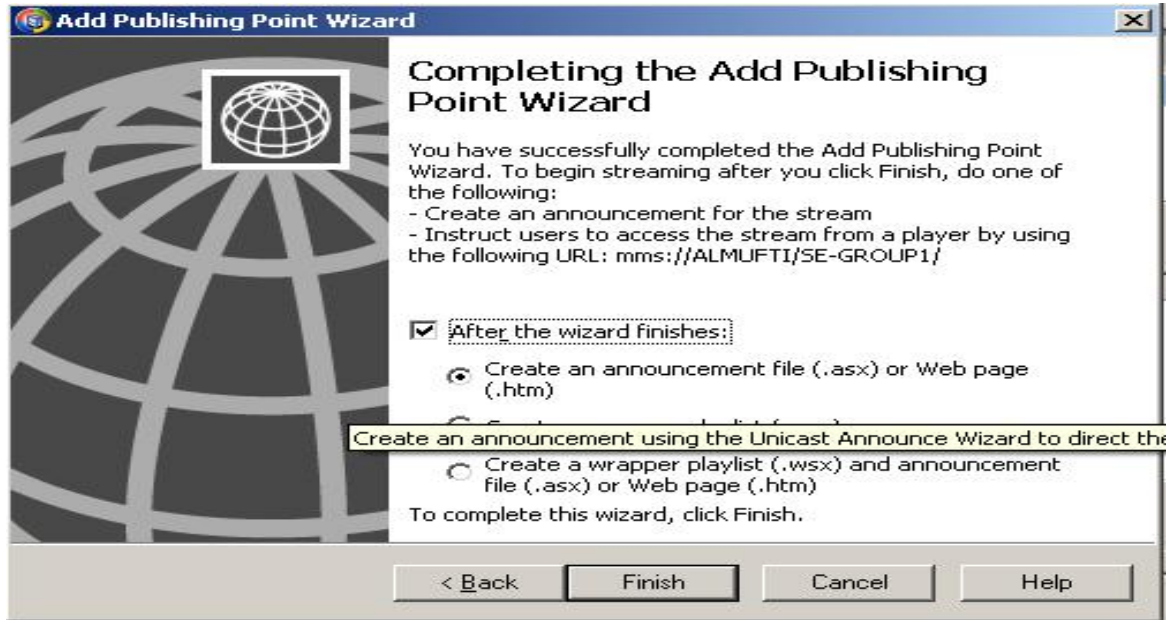 Add Publishing Point Wizard
Completing the Add Publishing
Point Wizard
You have successfully completed the Add Publishing Point
Wizard. To begin streaming after you click Finish, do one of
the following:
- Create an announcement for the stream
- Instruct users to access the stream from a player by using
the following URL: mms://ALMUFTI/SE-GROUP1/
After the wizard finishes:
Create an announcement file (.asx) or Web page
(.htm)
Create an announcement using the Unicast Announce Wizard to direct the
Create a wrapper playlist (.wsx) and announcement
file (.asx) or Web page (.htm)
To complete this wizard, click Finish.
< Back
Finish
Cancel
Help